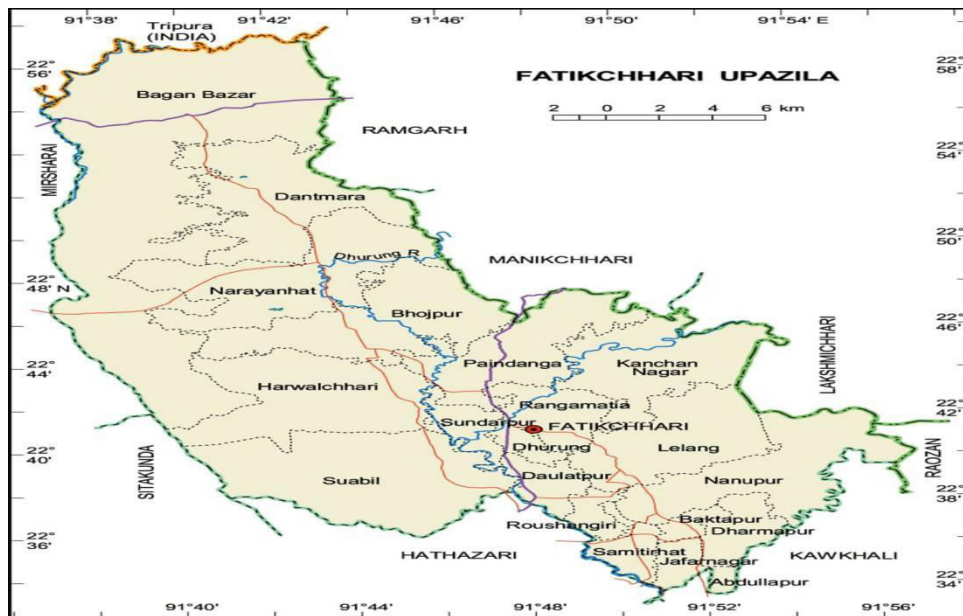 91°38'
91°42'
91°46'
91°50'
91°54' E
Tripura
(INDIA)
22°
56'
22°
58'
FATIKCHHARI UPAZILA
Bagan Bazar
2 0 2 4 6 km
RAMGARH
MIRSHARAI
22°
54'
Dantmara
22°
50'
Dhurung R
MANIKCHHARI
22°
48' N
Narayanhat
Bhojpur
22°
46'
LAKSHMICHHARI
22°
44'
Paindanga
Kanchan
Nagar
Harwalchhari
Rangamatia
22°
42'
Sundarpur
FATIKCHHARI
SITAKUNDA
22°
40'
Dhurung
Lelang
RAOZAN
Suabil
Daulatpur
Nanupur
22°
38'
Roushangiri
Baktapur
Dharmapur
22°
36'
HATHAZARI
Samitirhat
Jafarnagar
KAWKHALI
Abdullapur
22°
34'
91°40'
91°44'
91°48'
91°52'
91°56'